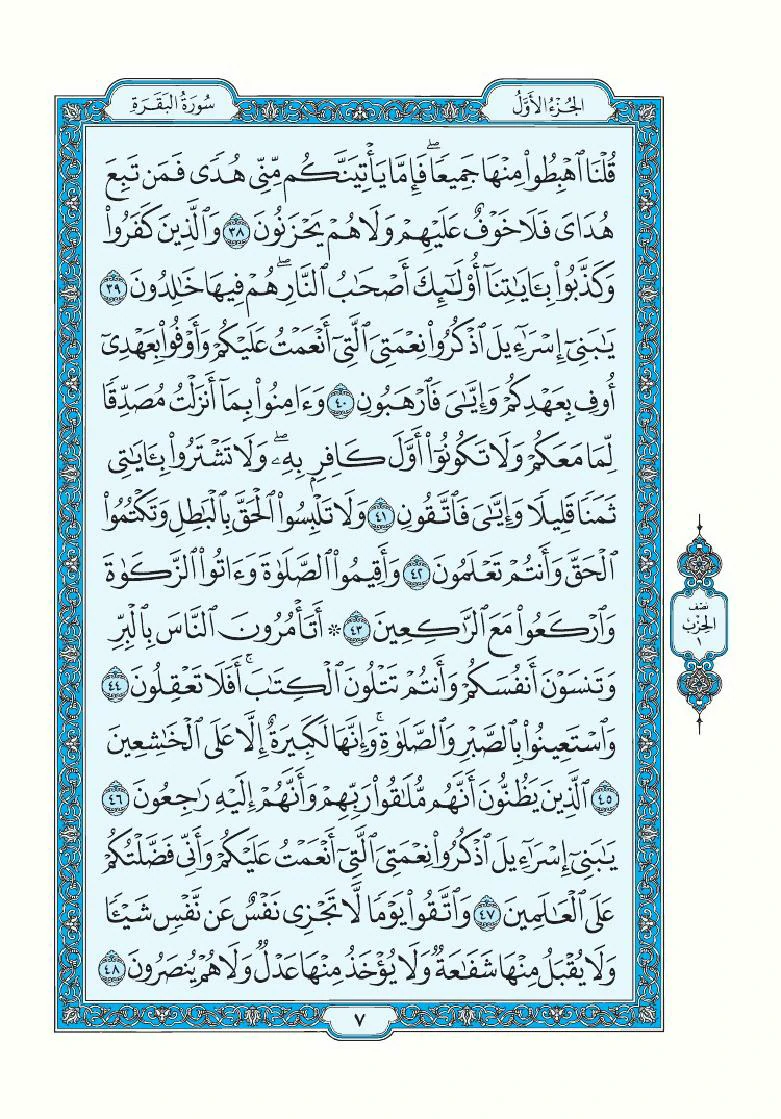 الجُزْءُ الأَوَّلُ
سُورَةُ البَقَرَةِ
قُلْنَا ٱهْبِطُواْ مِنْهَا جَمِيعٗاۖ فَإِمَّا يَأۡتِيَنَّكُم مِّنِّي هُدٗى فَمَن تَبِعَ
هُدَايَ فَلَا خَوۡفٌ عَلَيۡهِمۡ وَلَا هُمۡ يَحۡزَنُونَ ٣٨ وَٱلَّذِينَ كَفَرُواْ
وَكَذَّبُواْ بِـَٔايَٰتِنَآ أُوْلَٰٓئِكَ أَصۡحَٰبُ ٱلنَّارِۖ هُمۡ فِيهَا خَٰلِدُونَ ٣٩
يَٰبَنِيٓ إِسۡرَٰٓءِيلَ ٱذۡكُرُواْ نِعۡمَتِيَ ٱلَّتِيٓ أَنۡعَمۡتُ عَلَيۡكُمۡ وَأَوۡفُواْ بِعَهۡدِيٓ
أُوفِ بِعَهۡدِكُمۡ وَإِيَّٰيَ فَٱرۡهَبُونِ ٤٠ وَءَامِنُواْ بِمَآ أَنزَلۡتُ مُصَدِّقٗا
لِّمَا مَعَكُمۡ وَلَا تَكُونُوٓاْ أَوَّلَ كَافِرِۭ بِهِۦۖ وَلَا تَشۡتَرُواْ بِـَٔايَٰتِي
ثَمَنٗا قَلِيلٗا وَإِيَّٰيَ فَٱتَّقُونِ ٤١ وَلَا تَلۡبِسُواْ ٱلۡحَقَّ بِٱلۡبَٰطِلِ وَتَكۡتُمُواْ
ٱلۡحَقَّ وَأَنتُمۡ تَعۡلَمُونَ ٤٢ وَأَقِيمُواْ ٱلصَّلَوٰةَ وَءَاتُواْ ٱلزَّكَوٰةَ
وَٱرۡكَعُواْ مَعَ ٱلرَّٰكِعِينَ ٤٣ ۞ أَتَأۡمُرُونَ ٱلنَّاسَ بِٱلۡبِرِّ
وَتَنسَوۡنَ أَنفُسَكُمۡ وَأَنتُمۡ تَتۡلُونَ ٱلۡكِتَٰبَۚ أَفَلَا تَعۡقِلُونَ ٤٤
وَٱسۡتَعِينُواْ بِٱلصَّبۡرِ وَٱلصَّلَوٰةِۚ وَإِنَّهَا لَكَبِيرَةٌ إِلَّا عَلَى ٱلۡخَٰشِعِينَ
٤٥ ٱلَّذِينَ يَظُنُّونَ أَنَّهُم مُّلَٰقُواْ رَبِّهِمۡ وَأَنَّهُمۡ إِلَيۡهِ رَٰجِعُونَ ٤٦
يَٰبَنِيٓ إِسۡرَٰٓءِيلَ ٱذۡكُرُواْ نِعۡمَتِيَ ٱلَّتِيٓ أَنۡعَمۡتُ عَلَيۡكُمۡ وَأَنِّي فَضَّلۡتُكُمۡ
عَلَى ٱلۡعَٰلَمِينَ ٤٧ وَٱتَّقُواْ يَوۡمٗا لَّا تَجۡزِي نَفۡسٌ عَن نَّفۡسٖ شَيۡـٔٗا
وَلَا يُقۡبَلُ مِنۡهَا شَفَٰعَةٞ وَلَا يُؤۡخَذُ مِنۡهَا عَدۡلٞ وَلَا هُمۡ يُنصَرُونَ ٤٨
نصف
الحزب
١
٧